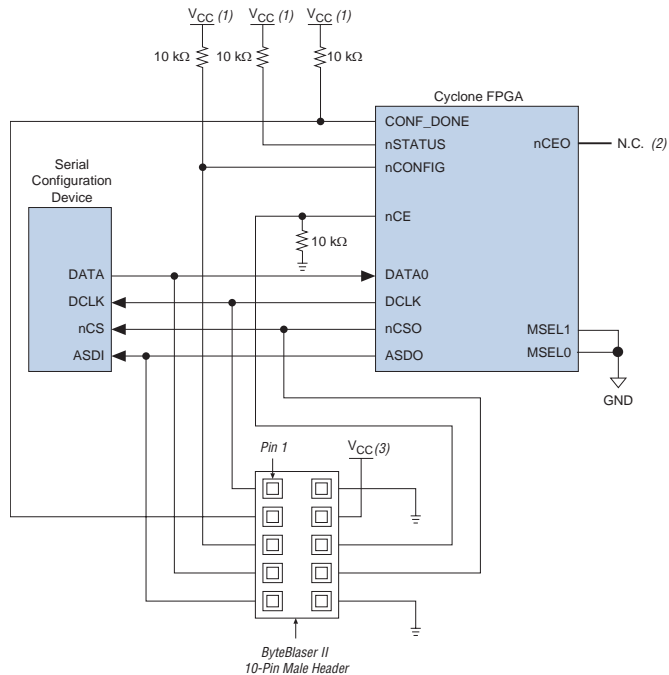 VCC (1) VCC (1) VCC (1)
10 kΩ 10 kΩ 10 kΩ
Cyclone FPGA
CONF_DONE
nSTATUS
nCONFIG
nCE
nCEO
N.C. (2)
10 kΩ
Serial
Configuration
Device
DATA
DCLK
nCS
ASDI
DATA0
DCLK
nCSO
ASDO
MSEL1
MSEL0
GND
Pin 1
VCC (3)
ByteBlaser II
10-Pin Male Header